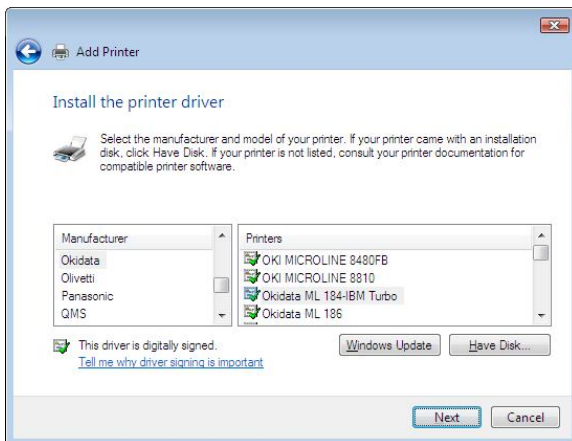 Add Printer
Install the printer driver
Select the manufacturer and model of your printer. If your printer came with an installation
disk, click Have Disk. If your printer is not listed, consult your printer documentation for
compatible printer software.
Manufacturer
Okidata
Olivetti
Panasonic
QMS
Printers
OKI MICROLINE 8480FB
OKI MICROLINE 8810
Okidata ML 184-IBM Turbo
Okidata ML 186
This driver is digitally signed.
Tell me why driver signing is important
Windows Update
Have Disk...
Next
Cancel